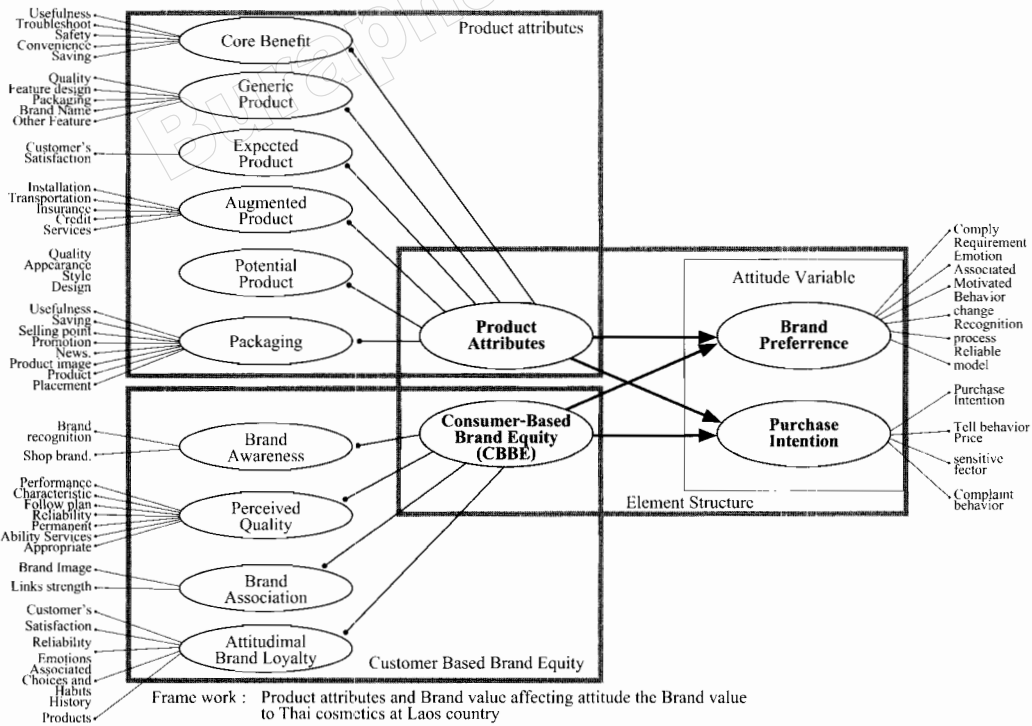 Usefulness
Troubleshoot
Safety
Convenience
Saving
Core Benefit
Product attributes
Quality
Feature design
Packaging
Brand Name
Other Feature
Generic
Product
Customer's
Satisfaction
Expected
Product
Installation
Transportation
Insurance
Credit
Services
Augmented
Product
Quality
Appearance
Style
Design
Potential
Product
Usefulness
Saving
Selling point
Promotion
News.
Product image
Product
Placement
Packaging
Product
Attributes
Attitude Variable
Brand
Preferrence
Comply
Requirement
Emotion
Associated
Motivated
Behavior
change
Recognition
process
Reliable
model
Consumer-Based
Brand Equity
(CBBE)
Purchase
Intention
Purchase
Intention
Tell behavior
Price
sensitive
fector
Complaint
behavior
Element Structure
Brand
recognition
Shop brand.
Brand
Awareness
Performance
Characteristic
Follow plan
Reliability
Permanent
Ability Services
Appropriate
Perceived
Quality
Brand Image
Links strength
Brand
Association
Customer's
Satisfaction
Reliability
Emotions
Associated
Choices and
Habits
History
Products
Attitudimal
Brand Loyalty
Customer Based Brand Equity
Frame work : Product attributes and Brand value affecting attitude the Brand value
to Thai cosmetics at Laos country